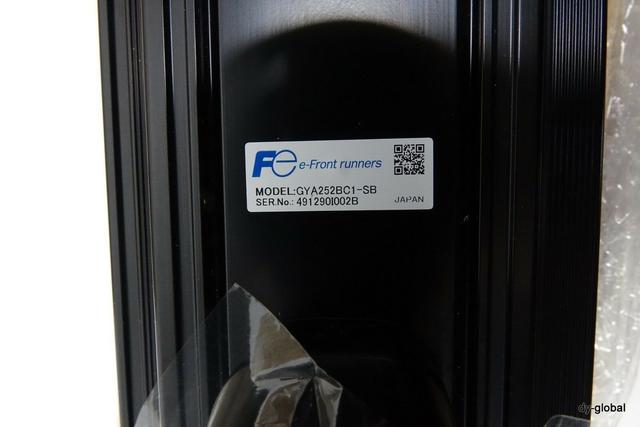 Fe e-Front runners
MODEL:GYA252BC1-SB
SER.No.: 491290I002B
JAPAN
dy-global